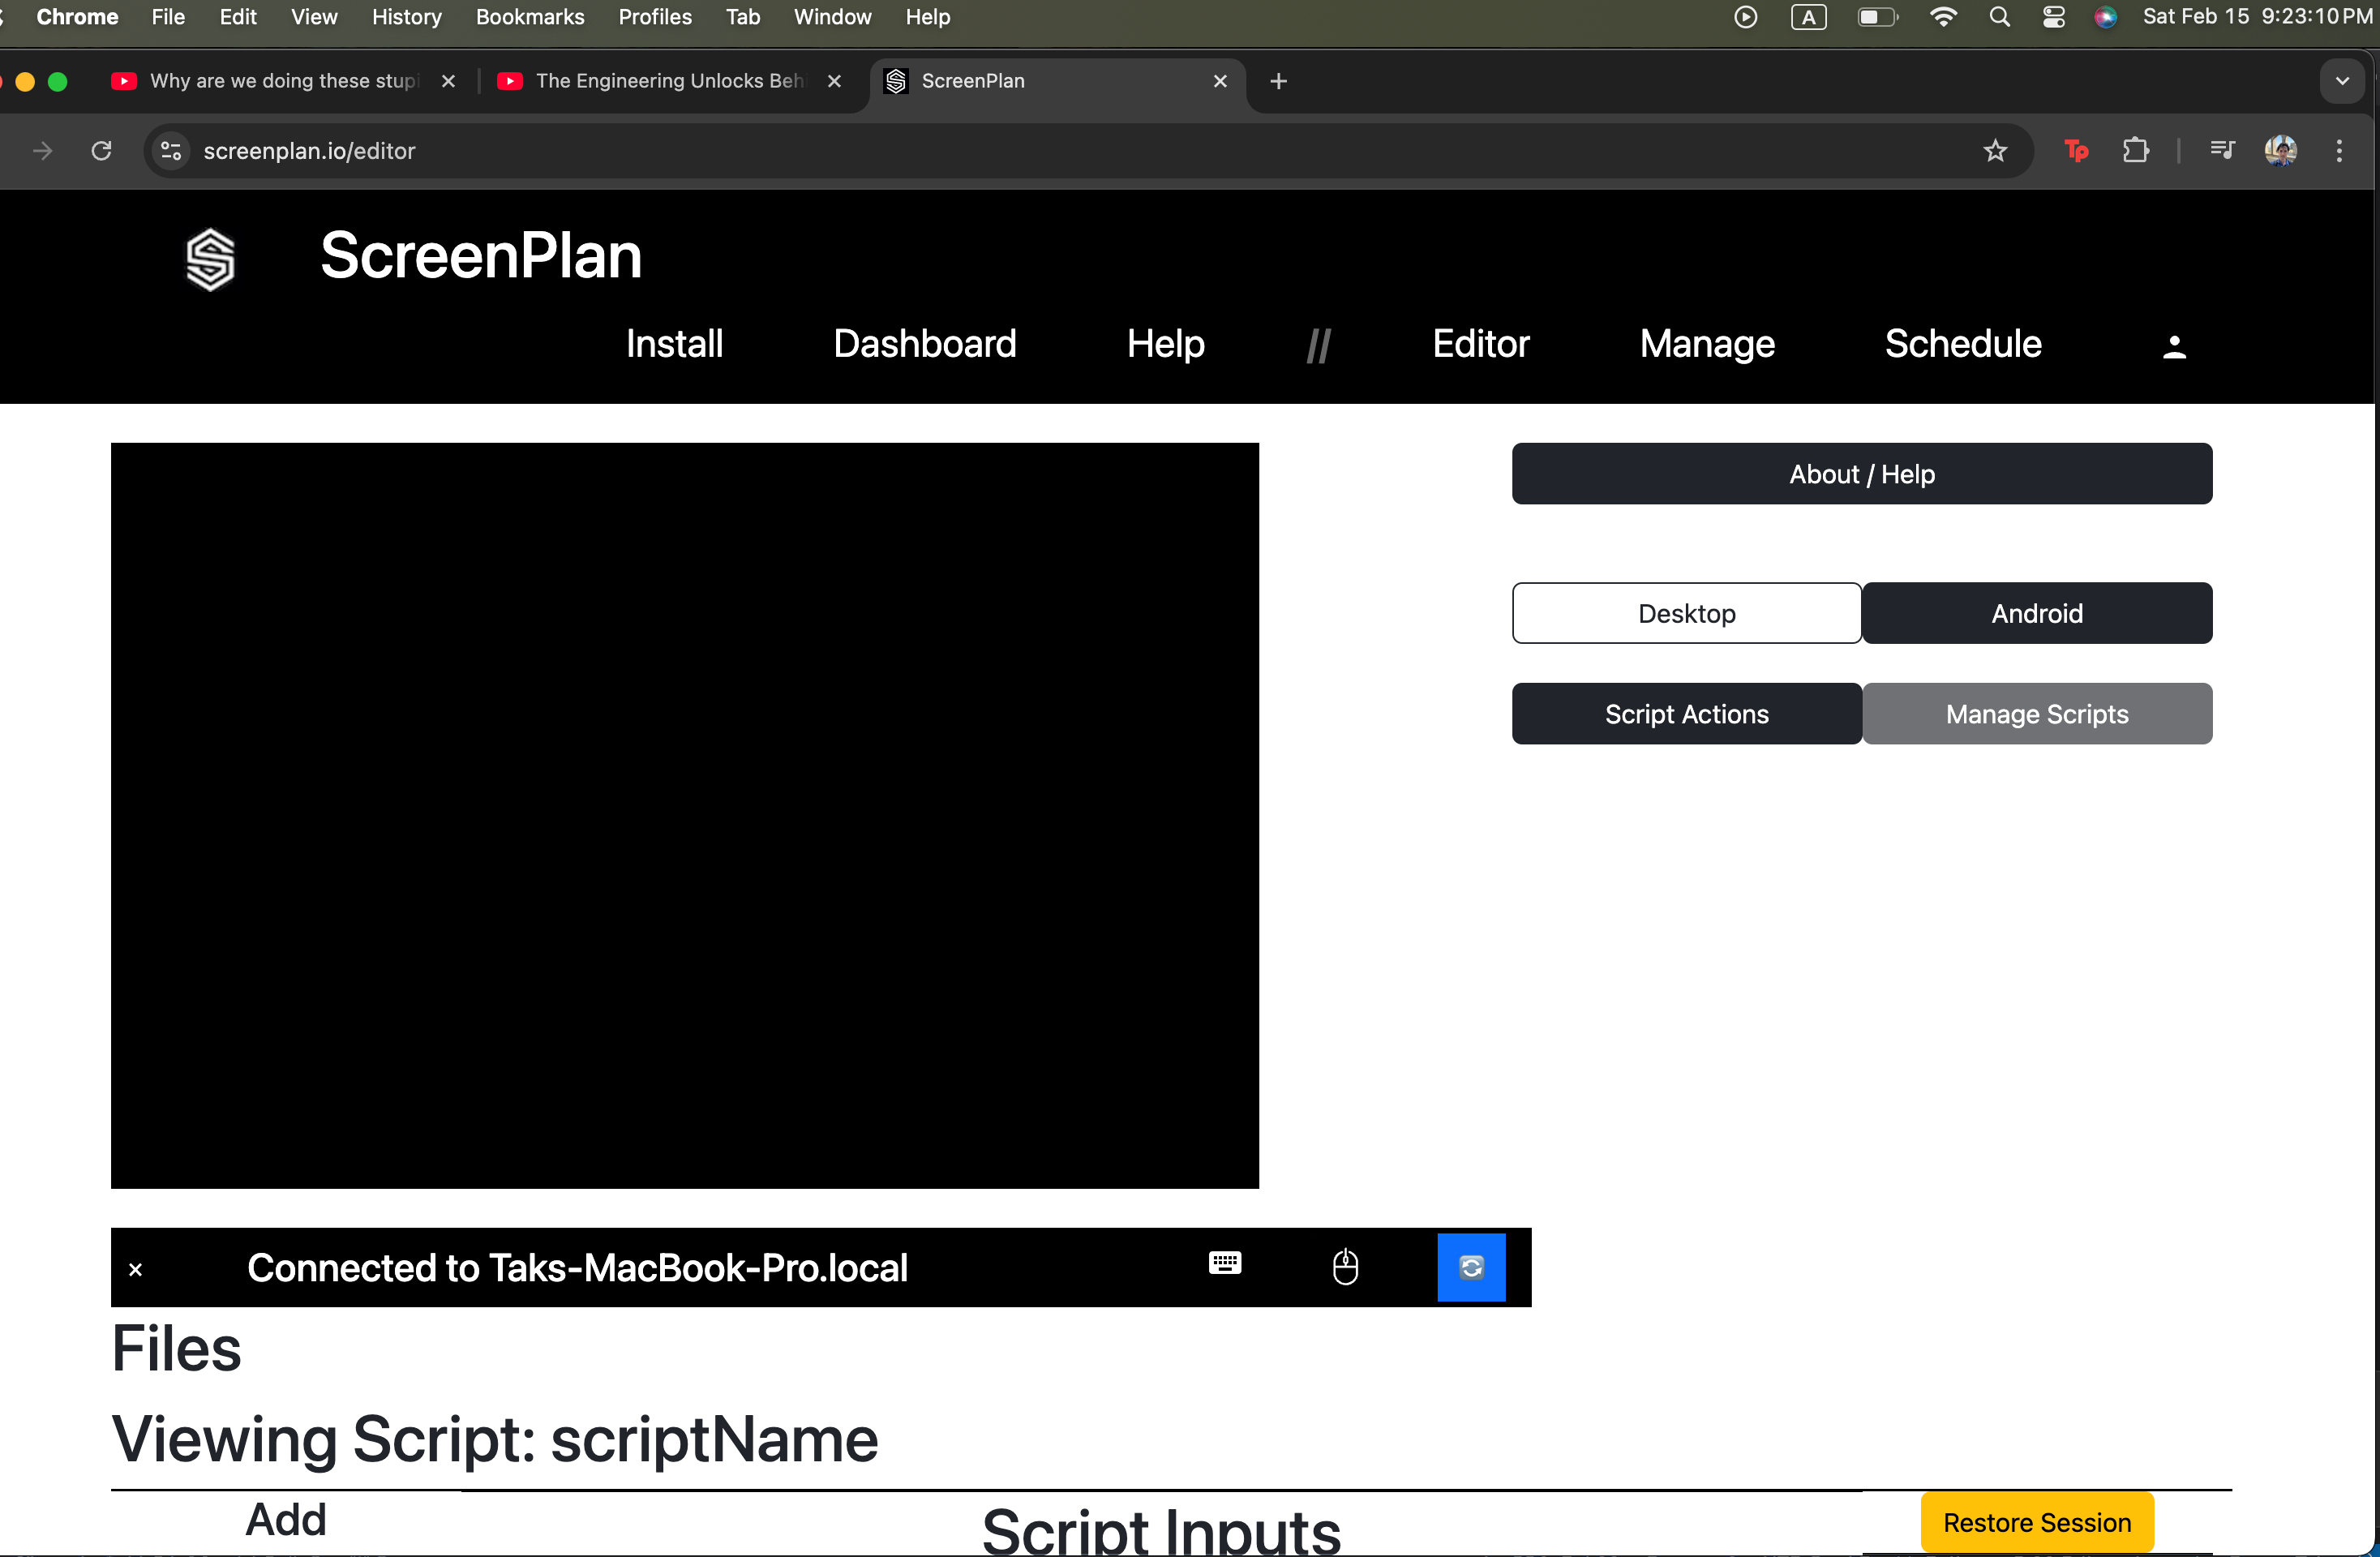 Chrome File Edit View History Bookmarks Profiles Tab Window Help A Sat Feb 15 9:23:10 PM
Why are we doing these stupi The Engineering Unlocks Beh ScreenPlan
screenplan.io/editor Tp
ScreenPlan
Install Dashboard Help // Editor Manage Schedule
About / Help
Desktop Android
Script Actions Manage Scripts
× Connected to Taks-MacBook-Pro.local
Files
Viewing Script: scriptName
Add Script Inputs Restore Session